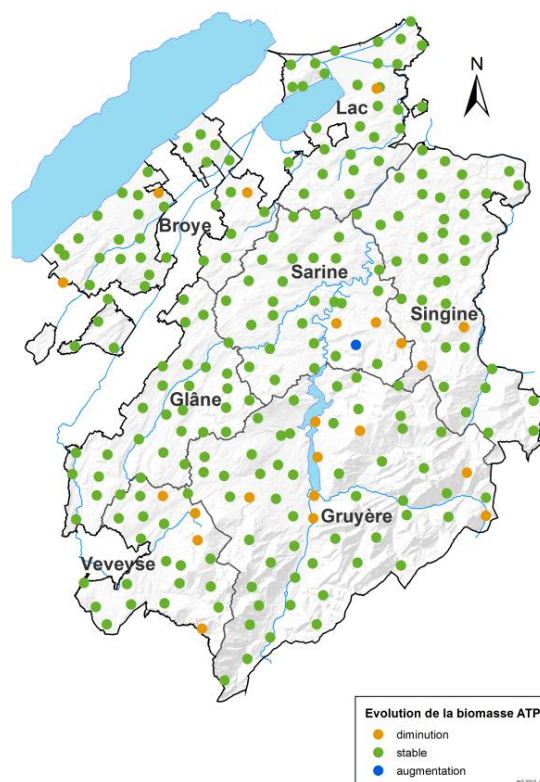 N
Lac
Broye
Sarine
Singine
Glâne
Gruyère
Veveyse
Evolution de la biomasse ATP
diminution
stable
augmentation